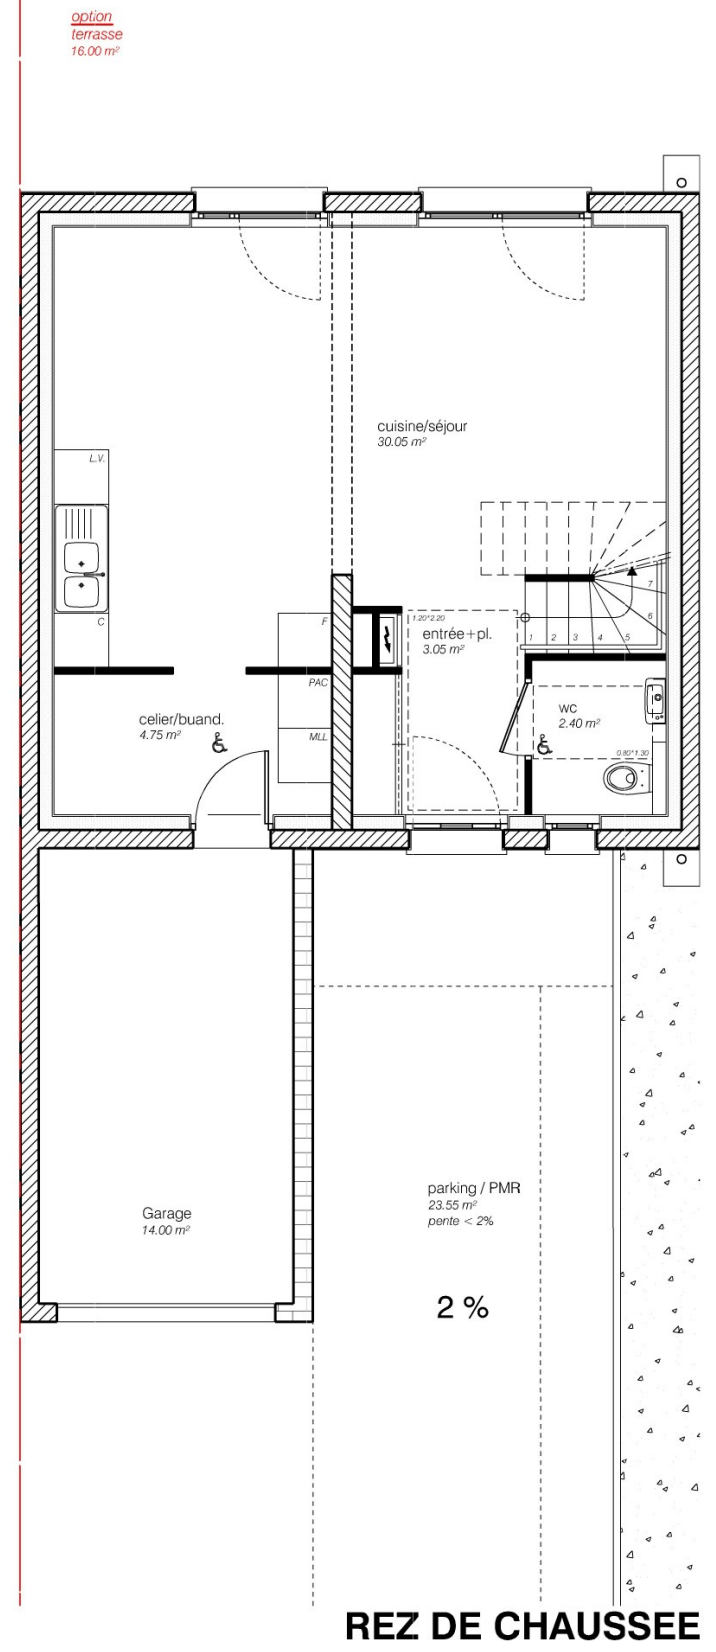 option
terrasse
16.00 m²
cuisine/séjour
30.05 m²
L.V.
C
F
1.20*2.20
entrée+pl.
3.05 m²
1
2
3
4
5
6
7
PAC
MLL
celier/buand.
4.75 m²
wc
2.40 m²
0.80*1.30
Garage
14.00 m²
parking / PMR
23.55 m²
pente < 2%
2 %
REZ DE CHAUSSEE